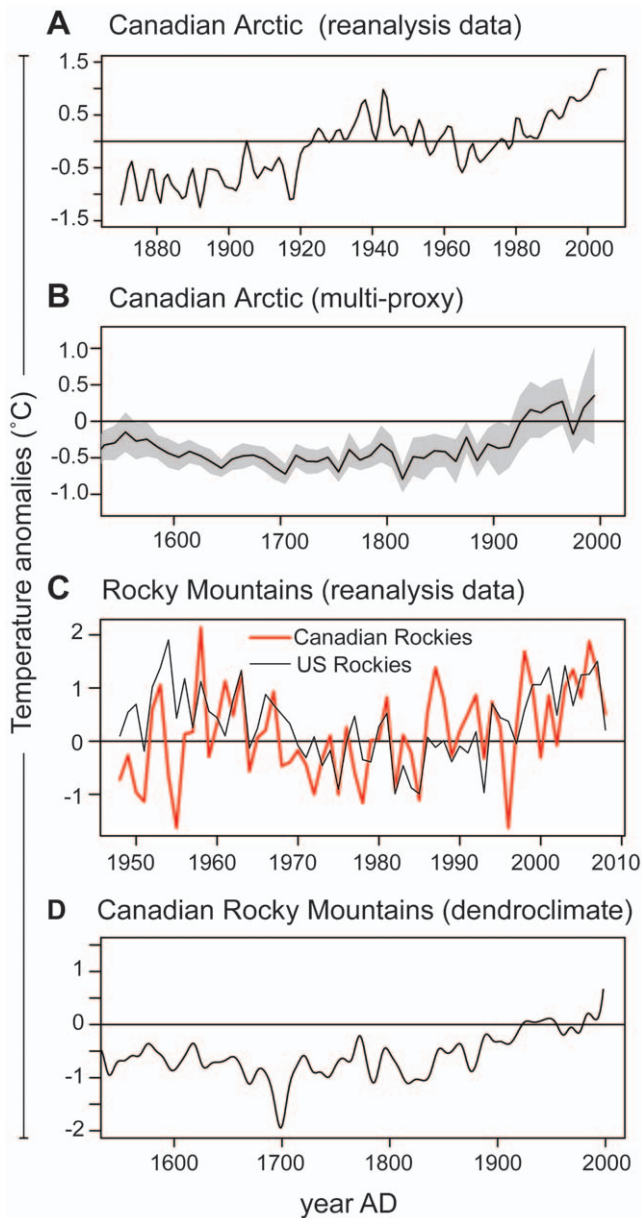 A Canadian Arctic (reanalysis data)
1.5
0.5
-0.5
-1.5
1880 1900 1920 1940 1960 1980 2000
B Canadian Arctic (multi-proxy)
1.0
0.5
0
-0.5
-1.0
1600 1700 1800 1900 2000
Temperature anomalies (˚C)
C Rocky Mountains (reanalysis data)
Canadian Rockies
US Rockies
2
1
0
-1
1950 1960 1970 1980 1990 2000 2010
D Canadian Rocky Mountains (dendroclimate)
1
0
-1
-2
1600 1700 1800 1900 2000
year AD